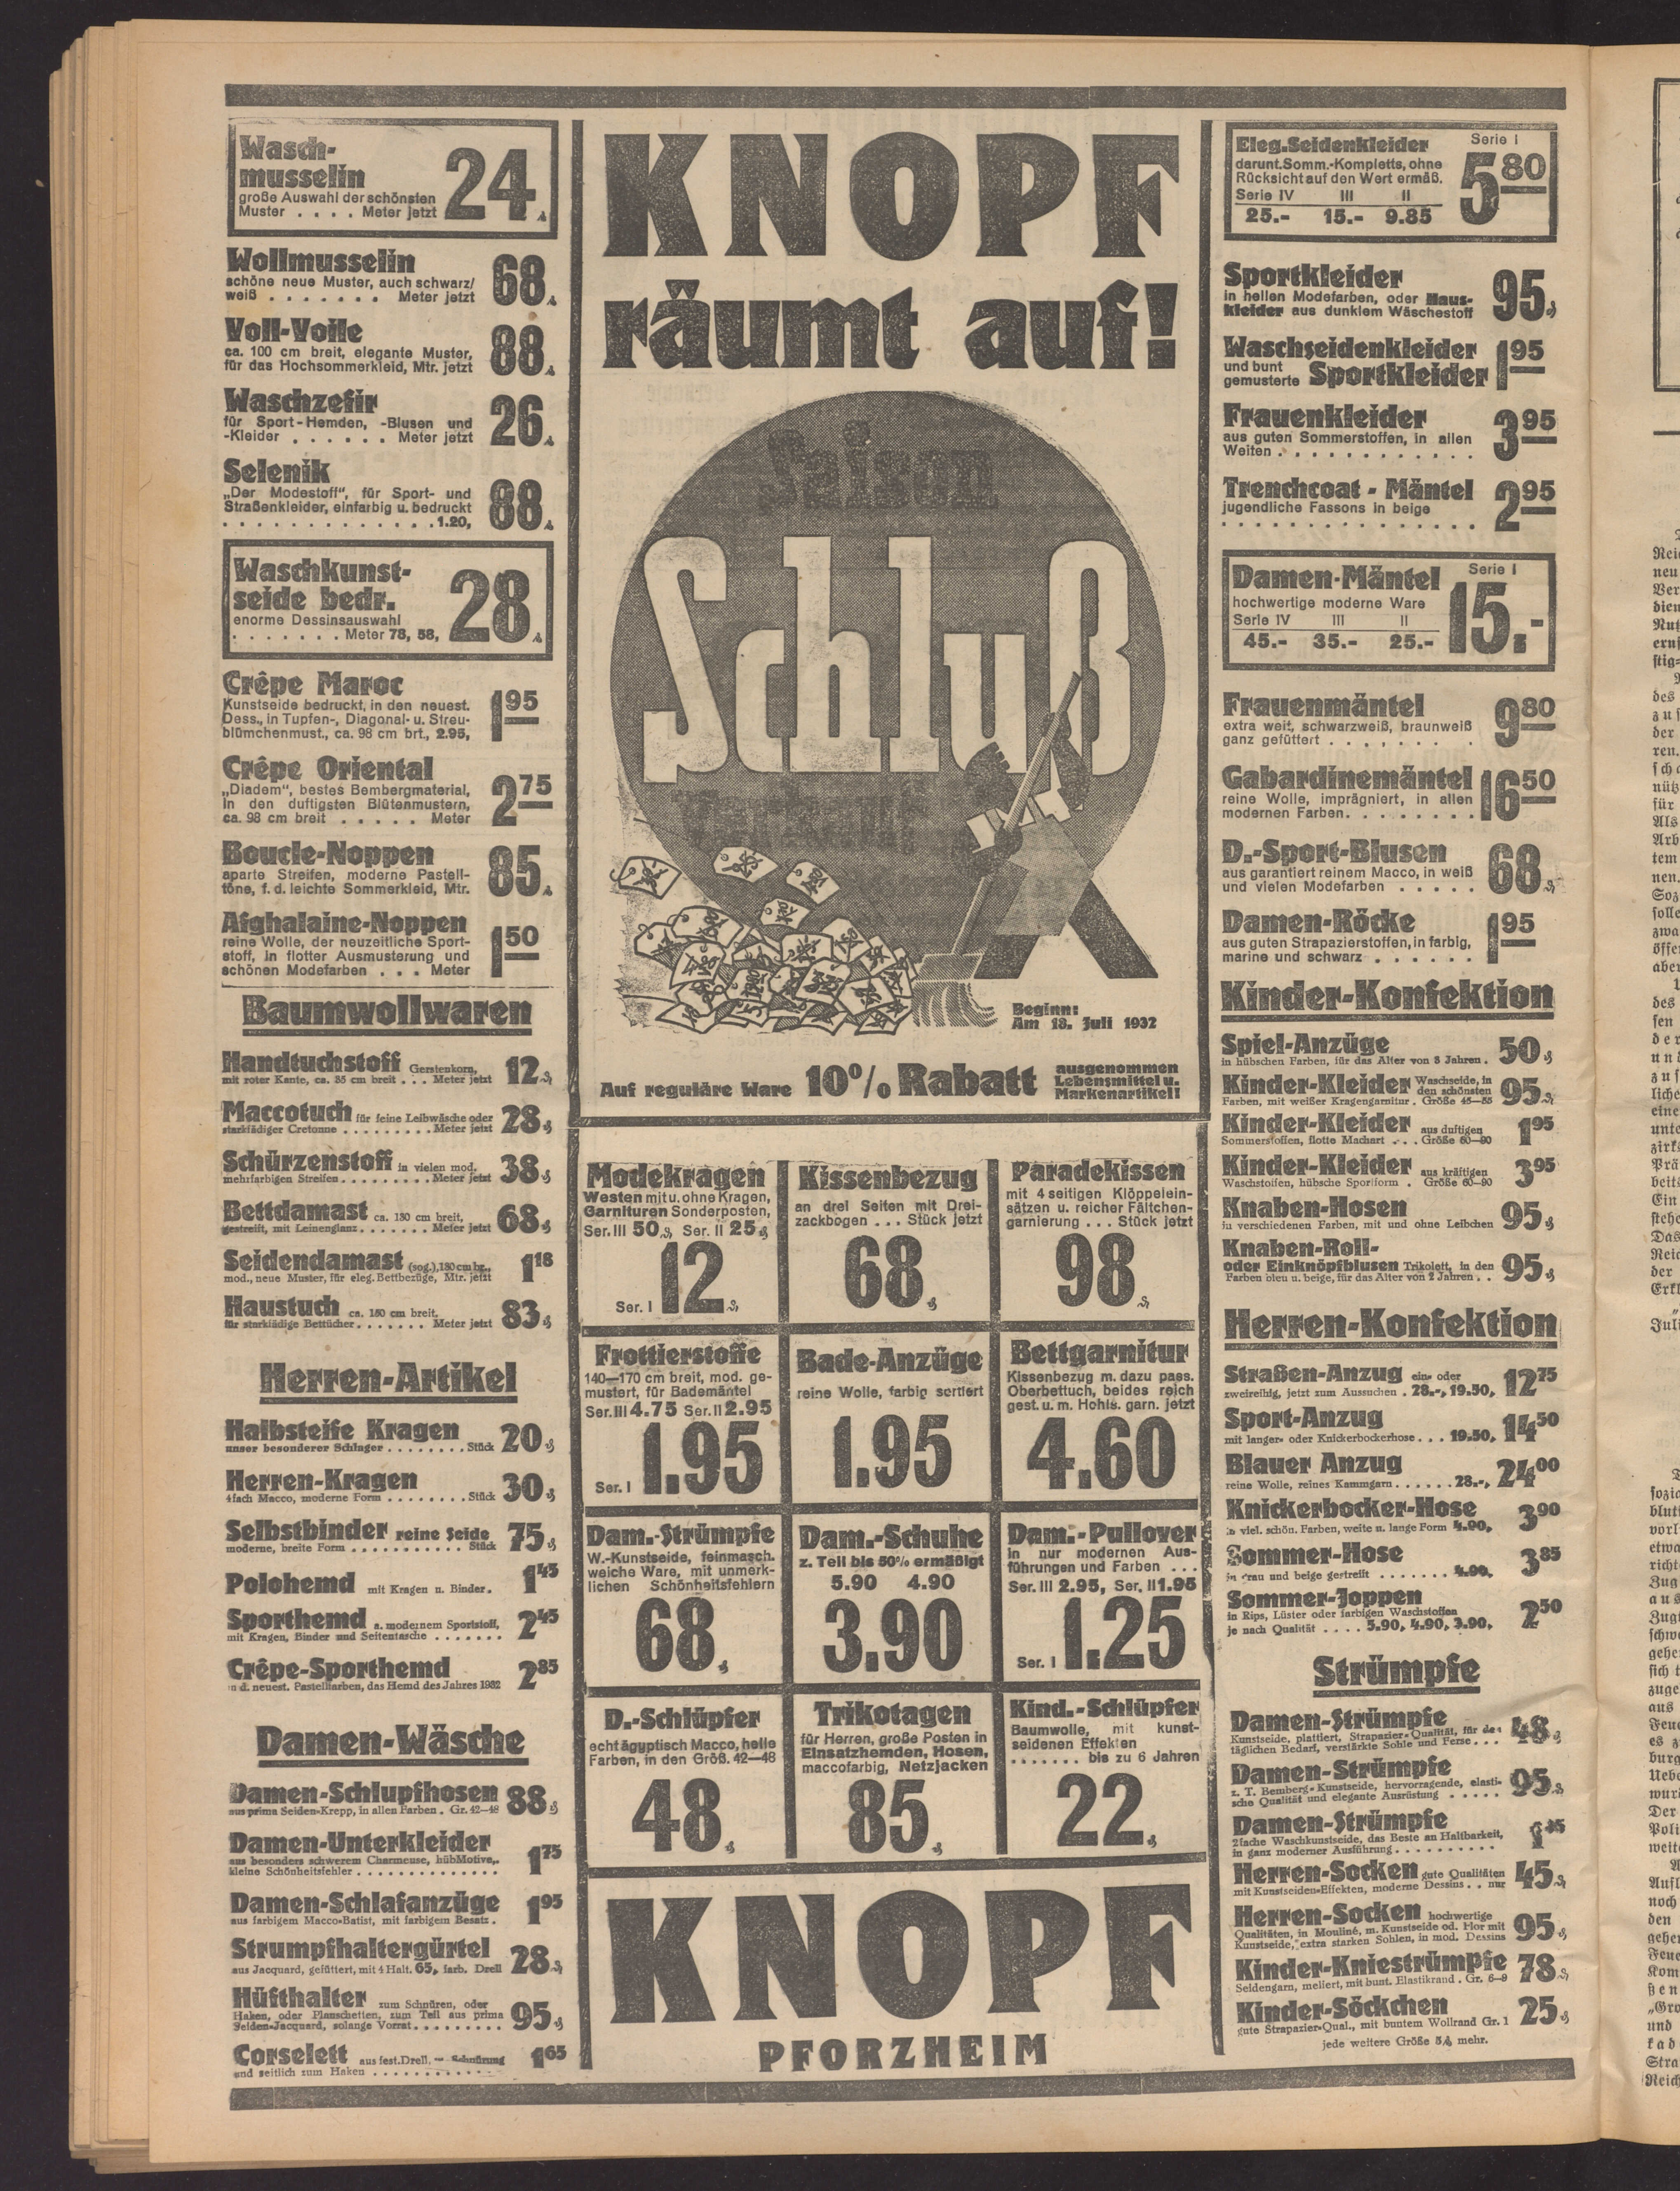 Wasch-
musselin
große Auswahl der schönsten
Muster . . . . Meter jetzt 24₰
Wollmusselin
schöne neue Muster, auch schwarz/
weiß . . . . . . . Meter jetzt 68₰
Voll-Voile
ca. 100 cm breit, elegante Muster,
für das Hochsommerkleid, Mtr. jetzt 88₰
Waschzefir
für Sport-Hemden, -Blusen und
-Kleider . . . . . . Meter jetzt 26₰
Selenik
„Der Modestoff“, für Sport- und
Straßenkleider, einfarbig u. bedruckt
. . . . . . . . . . . . . 1.20, 88₰
Waschkunst-
seide bedr.
enorme Dessinsauswahl
. . . . . . . Meter 78, 58, 28₰
Crêpe Maroc
Kunstseide bedruckt, in den neuest.
Dess., in Tupfen-, Diagonal- u. Streu-
blümchenmust., ca. 98 cm brt., 2.95, 1 95
Crêpe Oriental
„Diadem“, bestes Bembergmaterial,
in den duftigsten Blütenmustern,
ca. 98 cm breit . . . . . Meter 2 75
Boucle-Noppen
aparte Streifen, moderne Pastell-
töne, f. d. leichte Sommerkleid, Mtr. 85₰
Afghalaine-Noppen
reine Wolle, der neuzeitliche Sport-
stoff, in flotter Ausmusterung und
schönen Modefarben . . . Meter 1 50
Baumwollwaren
Handtuchstoff Gerstenkorn,
mit roter Kante, ca. 35 cm breit . . . Meter jetzt 12₰
Maccotuch für feine Leibwäsche oder
starkfädiger Cretonne . . . . . . . . . Meter jetzt 28₰
Schürzenstoff in vielen mod.
mehrfarbigen Streifen . . . . . . . . . Meter jetzt 38₰
Bettdamast ca. 130 cm breit,
gestreift, mit Leinenglanz . . . . . . . Meter jetzt 68₰
Seidendamast (sog.), 130 cm br.,
mod., neue Muster, für eleg. Bettbezüge, Mtr. jetzt 1 18
Haustuch ca. 150 cm breit,
für starkfädige Bettücher . . . . . . . Meter jetzt 83₰
Herren-Artikel
Halbsteife Kragen
unser besonderer Schlager . . . . . . . . Stück 20₰
Herren-Kragen
4fach Macco, moderne Form . . . . . . . . Stück 30₰
Selbstbinder reine Seide
moderne, breite Form . . . . . . . . . . . Stück 75₰
Polohemd mit Kragen u. Binder . 1 45
Sporthemd a. modernem Sportstoff,
mit Kragen, Binder und Seitentasche . . . . . . . 2 45
Crêpe-Sporthemd
in d. neuest. Pastellfarben, das Hemd des Jahres 1932 2 85
Damen-Wäsche
Damen-Schlupfhosen
aus prima Seiden-Krepp, in allen Farben . Gr. 42–48 88₰
Damen-Unterkleider
aus besonders schwerem Charmeuse, hüb Motive,
kleine Schönheitsfehler . . . . . . . . . . . . . . 1 75
Damen-Schlafanzüge
aus farbigem Macco-Batist, mit farbigem Besatz . 1 95
Strumpfhaltergürtel
aus Jacquard, gefüttert, mit 4 Halt. 65, farb. Drell 28₰
Hüfthalter zum Schnüren, oder
Haken, oder Planschetten, zum Teil aus prima
Seiden-Jacquard, solange Vorrat . . . . . . . . . 95₰
Corselett aus fest. Drell, – Schnürung
und seitlich zum Haken . . . . . . . . . . . . . 1 65
KNOPF
räumt auf!
Saison
Schluß
Verkauf
Beginn:
Am 18. Juli 1932
Auf reguläre Ware 10% Rabatt ausgenommen
Lebensmittel u.
Markenartikel!
Modekragen
Westen mit u. ohne Kragen,
Garnituren Sonderposten,
Ser. III 50₰ Ser. II 25₰
Ser. I 12₰
Kissenbezug
an drei Seiten mit Drei-
zackbogen . . . Stück jetzt
68₰
Paradekissen
mit 4 seitigen Klöppelein-
sätzen u. reicher Fältchen-
garnierung . . . Stück jetzt
98₰
Frottierstoffe
140–170 cm breit, mod. ge-
mustert, für Bademäntel
Ser. III 4.75 Ser. II 2.95
Ser. I 1.95
Bade-Anzüge
reine Wolle, farbig sortiert
1.95
Bettgarnitur
Kissenbezug m. dazu pass.
Oberbettuch, beides reich
gest. u. m. Hohls. garn. jetzt
4.60
Dam.-Strümpfe
W.-Kunstseide, feinmasch.
weiche Ware, mit unmerk-
lichen Schönheitsfehlern
68₰
Dam.-Schuhe
z. Teil bis 50% ermäßigt
5.90 4.90
3.90
Dam.-Pullover
in nur modernen Aus-
führungen und Farben . . .
Ser. III 2.95, Ser. II 1.95
Ser. I 1.25
D.-Schlüpfer
echt ägyptisch Macco, helle
Farben, in den Größ. 42–48
48₰
Trikotagen
für Herren, große Posten in
Einsatzhemden, Hosen,
maccofarbig, Netzjacken
85₰
Kind.-Schlüpfer
Baumwolle, mit kunst-
seidenen Effekten
. . . . . . . bis zu 6 Jahren
22₰
KNOPF
PFORZHEIM
Eleg. Seidenkleider Serie I
darunt. Somm.-Kompletts, ohne
Rücksicht auf den Wert ermäß. 5 80
Serie IV III II
25.- 15.- 9.85
Sportkleider
in hellen Modefarben, oder Haus-
kleider aus dunklem Wäschestoff 95₰
Waschseidenkleider
und bunt
gemusterte Sportkleider 1 95
Frauenkleider
aus guten Sommerstoffen, in allen
Weiten . . . . . . . . . . . . 3 95
Trenchcoat - Mäntel
jugendliche Fassons in beige
. . . . . . . . . . . . . . . 2 95
Damen-Mäntel Serie I
hochwertige moderne Ware 15.-
Serie IV III II
45.- 35.- 25.-
Frauenmäntel
extra weit, schwarzweiß, braunweiß
ganz gefüttert . . . . . . . . 9 80
Gabardinemäntel
reine Wolle, imprägniert, in allen
modernen Farben . . . . . . . . 16 50
D.-Sport-Blusen
aus garantiert reinem Macco, in weiß
und vielen Modefarben . . . . . 68₰
Damen-Röcke
aus guten Strapazierstoffen, in farbig,
marine und schwarz . . . . . . 1 95
Kinder-Konfektion
Spiel-Anzüge
in hübschen Farben, für das Alter von 3 Jahren . 50₰
Kinder-Kleider Waschseide, in
den schönsten
Farben, mit weißer Kragengarnitur . Größe 45–55 95₰
Kinder-Kleider aus duftigen
Sommerstoffen, flotte Machart . . . Größe 60–90 1 95
Kinder-Kleider aus kräftigen
Waschstoffen, hübsche Sportform . Größe 60–90 3 95
Knaben-Hosen
in verschiedenen Farben, mit und ohne Leibchen 95₰
Knaben-Roll-
oder Einknöpfblusen Trikolett, in den
Farben bleu u. beige, für das Alter von 2 Jahren . . 95₰
Herren-Konfektion
Straßen-Anzug ein- oder
zweireihig, jetzt zum Aussuchen . 28.-, 19.50, 12 75
Sport-Anzug
mit langer- oder Knickerbockerhose . . . 19.50, 14 50
Blauer Anzug
reine Wolle, reines Kammgarn . . . . . . 28.-, 24 00
Knickerbocker-Hose
in viel. schön. Farben, weite u. lange Form 4.90, 3 90
Sommer-Hose
in grau und beige gestreift . . . . . . . 4.90, 3 85
Sommer-Joppen
in Rips, Lüster oder farbigen Waschstoffen
je nach Qualität . . . . 5.90, 4.90, 3.90, 2 50
Strümpfe
Damen-Strümpfe
Kunstseide, plattiert, Strapazier-Qualität, für den
täglichen Bedarf, verstärkte Sohle und Ferse . . . 48₰
Damen-Strümpfe
z. T. Bemberg-Kunstseide, hervorragende, elasti-
sche Qualität und elegante Ausrüstung . . . . . 95₰
Damen-Strümpfe
2fache Waschkunstseide, das Beste an Haltbarkeit,
in ganz moderner Ausführung . . . . . . . . . .
Herren-Socken gute Qualitäten
mit Kunstseiden-Effekten, moderne Dessins . . nur 45₰
Herren-Socken hochwertige
Qualitäten, in Mouliné, m. Kunstseide od. Flor mit
Kunstseide, extra starken Sohlen, in mod. Dessins 95₰
Kinder-Kniestrümpfe
Seidengarn, meliert, mit bunt. Elastikrand . Gr. 6–9 78₰
Kinder-Söckchen
gute Strapazier-Qual., mit buntem Wollrand Gr. 1 25₰
jede weitere Größe 5₰ mehr.